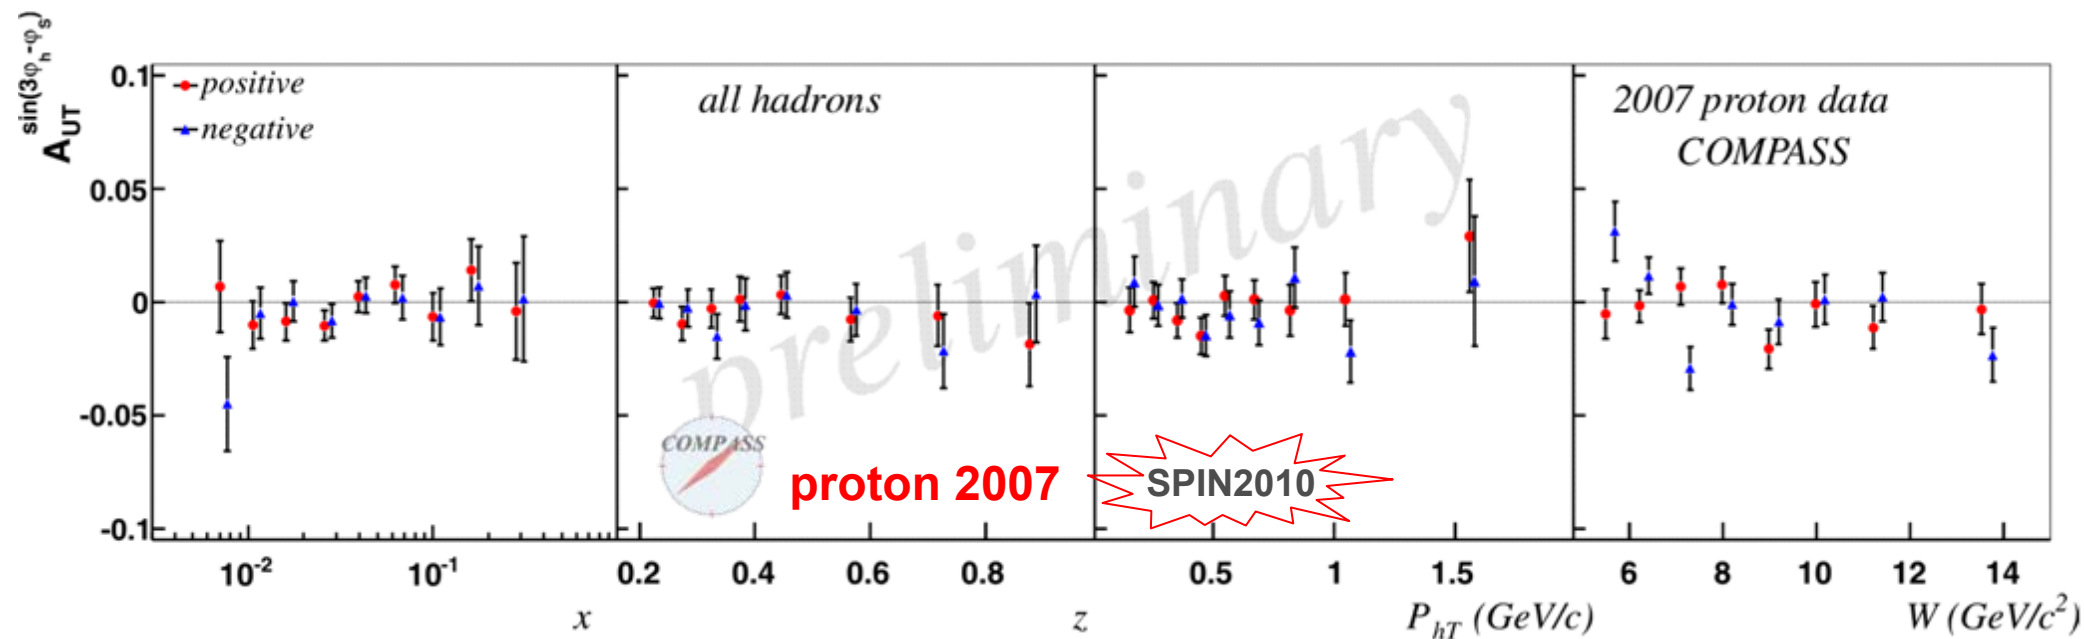 A_UT^sin(3φ_h-φ_S)
0.1
0.05
0
-0.05
-0.1
positive
negative
all hadrons
2007 proton data
COMPASS
preliminary
COMPASS
proton 2007
SPIN2010
10⁻² 10⁻¹
x
0.2 0.4 0.6 0.8
z
0.5 1 1.5
P_hT (GeV/c)
6 8 10 12 14
W (GeV/c²)